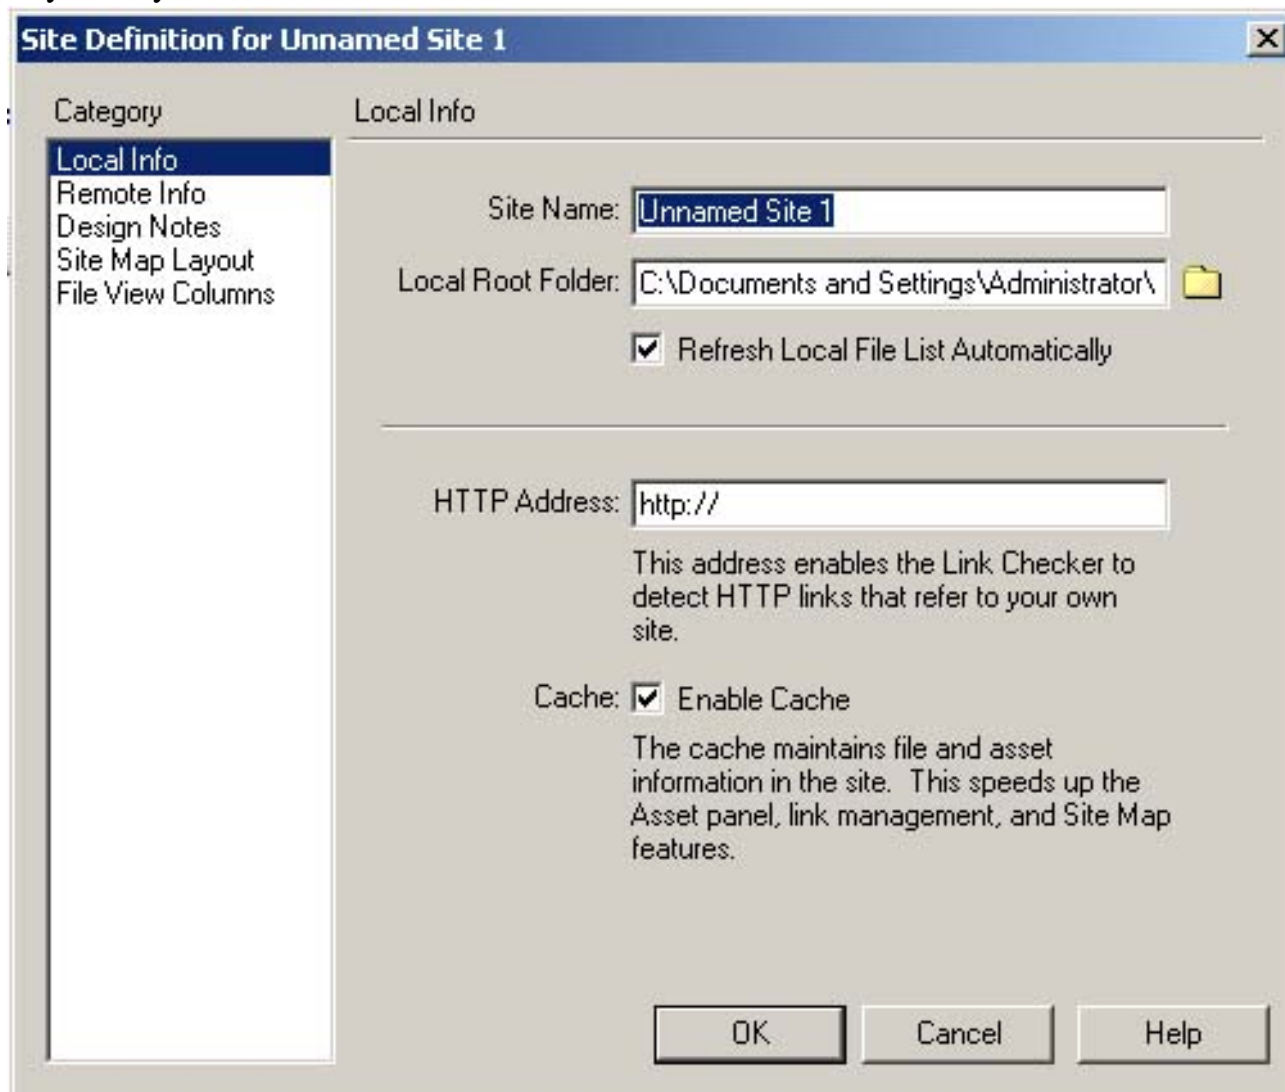 Site Definition for Unnamed Site 1
Category
Local Info
Remote Info
Design Notes
Site Map Layout
File View Columns
Local Info
Site Name: Unnamed Site 1
Local Root Folder: C:\Documents and Settings\Administrator\
Refresh Local File List Automatically
HTTP Address: http://
This address enables the Link Checker to
detect HTTP links that refer to your own
site.
Cache: Enable Cache
The cache maintains file and asset
information in the site.  This speeds up the
Asset panel, link management, and Site Map
features.
OK Cancel Help